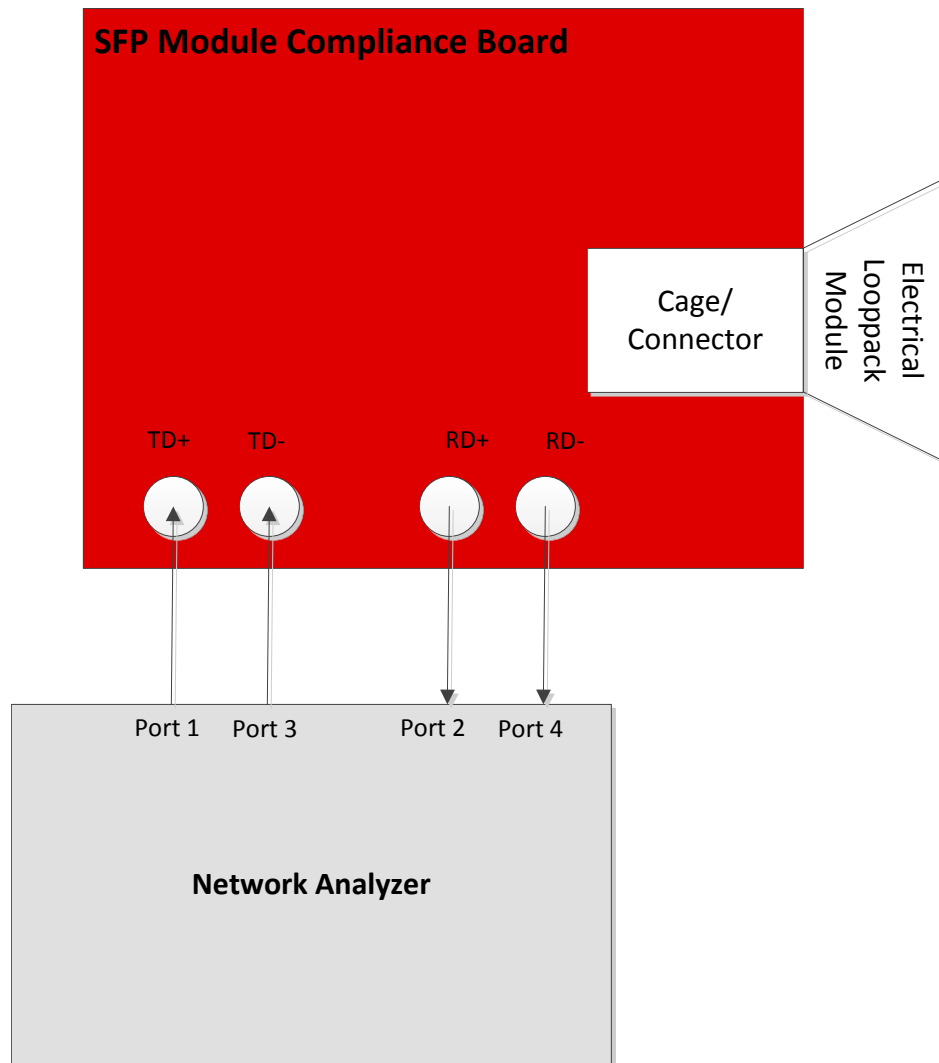 SFP Module Compliance Board
Cage/
Connector
Electrical
Looppack
Module
TD+
TD-
RD+
RD-
Port 1
Port 3
Port 2
Port 4
Network Analyzer